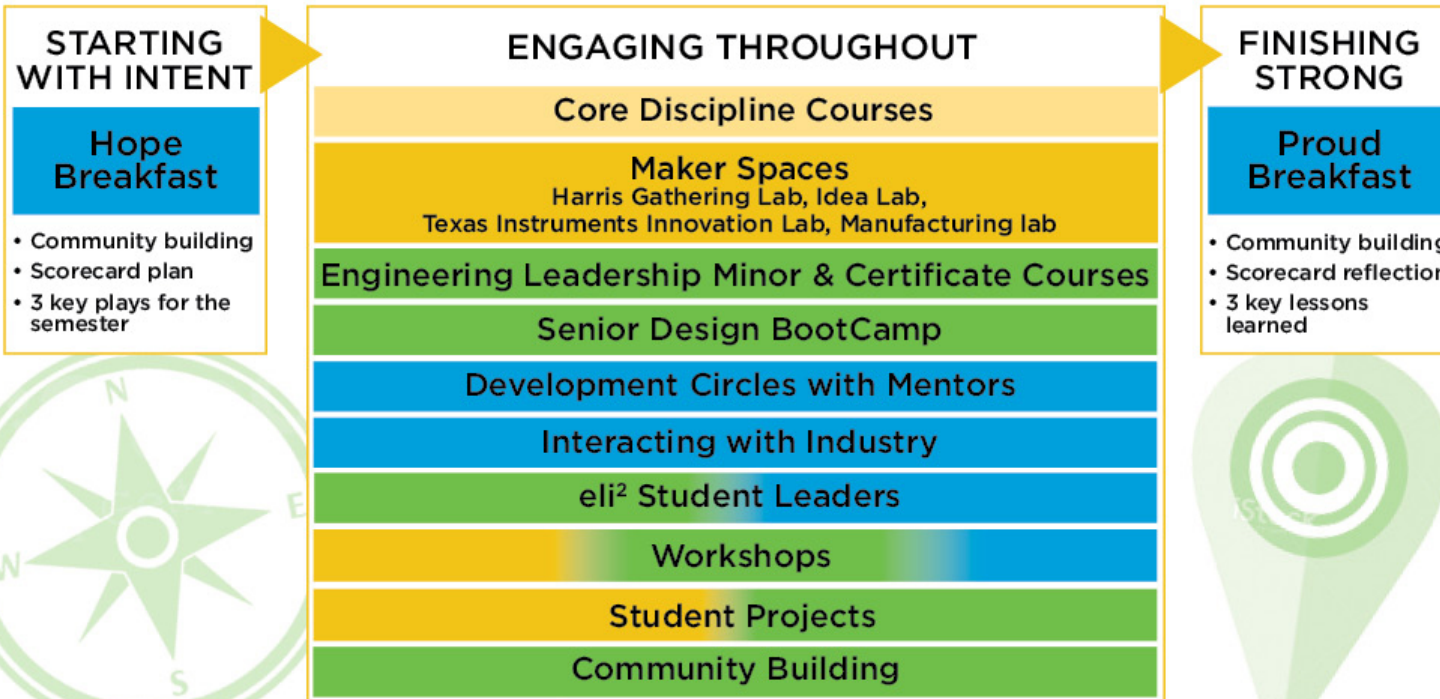 STARTING
WITH INTENT
Hope
Breakfast
• Community building
• Scorecard plan
• 3 key plays for the
semester
ENGAGING THROUGHOUT
Core Discipline Courses
Maker Spaces
Harris Gathering Lab, Idea Lab,
Texas Instruments Innovation Lab, Manufacturing lab
Engineering Leadership Minor & Certificate Courses
Senior Design BootCamp
Development Circles with Mentors
Interacting with Industry
eli² Student Leaders
Workshops
Student Projects
Community Building
FINISHING
STRONG
Proud
Breakfast
• Community building
• Scorecard reflection
• 3 key lessons
learned
N
E
W
S
iStock